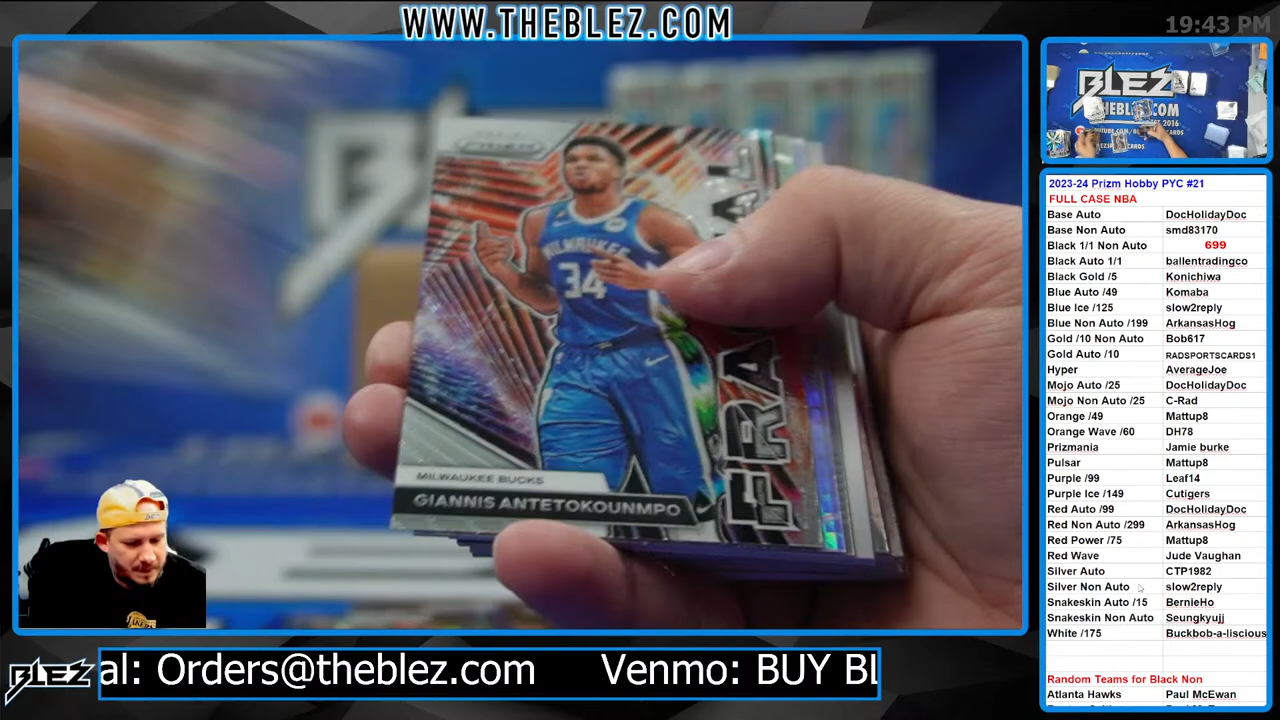 WWW.THEBLEZ.COM
19:43 PM
BLEZ
THEBLEZ.COM
MILWAUKEE
34
MILWAUKEE BUCKS
GIANNIS ANTETOKOUNMPO
2023-24 Prizm Hobby PYC #21
FULL CASE NBA
Base Auto DocHolidayDoc
Base Non Auto smd83170
Black 1/1 Non Auto 699
Black Auto 1/1 ballentradingco
Black Gold /5 Konichiwa
Blue Auto /49 Komaba
Blue Ice /125 slow2reply
Blue Non Auto /199 ArkansasHog
Gold /10 Non Auto Bob617
Gold Auto /10 RADSPORTSCARDS1
Hyper AverageJoe
Mojo Auto /25 DocHolidayDoc
Mojo Non Auto /25 C-Rad
Orange /49 Mattup8
Orange Wave /60 DH78
Prizmania Jamie burke
Pulsar Mattup8
Purple /99 Leaf14
Purple Ice /149 Cutigers
Red Auto /99 DocHolidayDoc
Red Non Auto /299 ArkansasHog
Red Power /75 Mattup8
Red Wave Jude Vaughan
Silver Auto CTP1982
Silver Non Auto slow2reply
Snakeskin Auto /15 BernieHo
Snakeskin Non Auto Seungkyujj
White /175 Buckbob-a-liscious
Random Teams for Black Non
Atlanta Hawks Paul McEwan
BLEZ
al: Orders@theblez.com Venmo: BUY BL